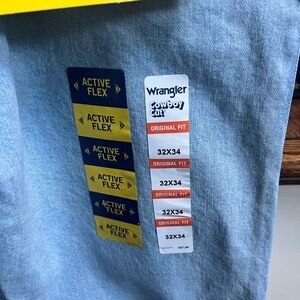 ACTIVE
FLEX
ACTIVE
FLEX
ACTIVE
FLEX
ACTIVE
FLEX
ACTIVE
FLEX
ACTIVE
FLEX
Wrangler
Cowboy
Cut
ORIGINAL FIT
32X34
ORIGINAL FIT
32X34
ORIGINAL FIT
32X34
ORIGINAL FIT
32X34